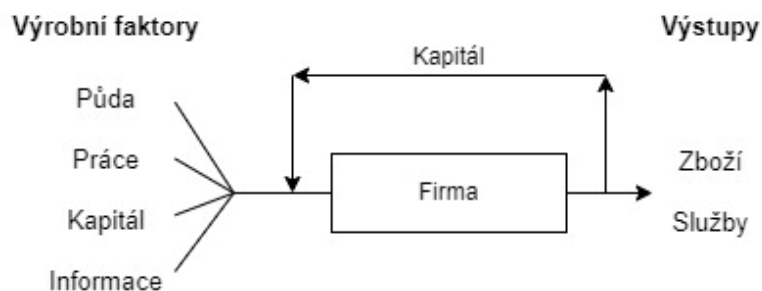 Výrobní faktory
Výstupy
Kapitál
Půda
Práce
Kapitál
Informace
Firma
Zboží
Služby